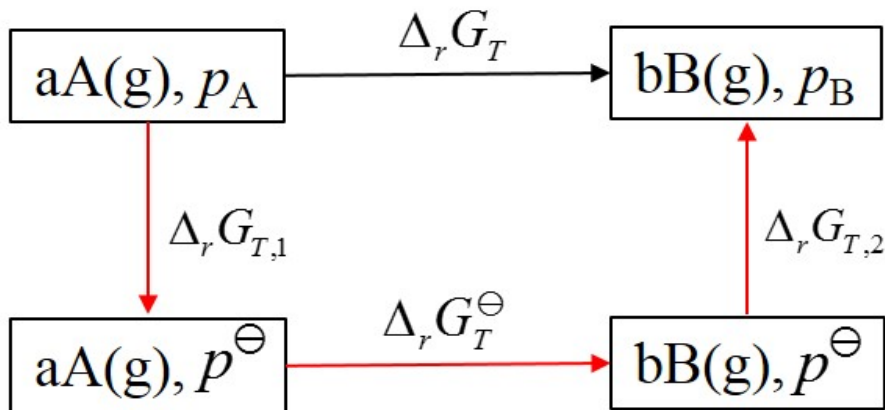 Δ_r G_T
aA(g), p_A
bB(g), p_B
Δ_r G_{T,1}
Δ_r G_{T,2}
Δ_r G_T^⊖
aA(g), p^⊖
bB(g), p^⊖